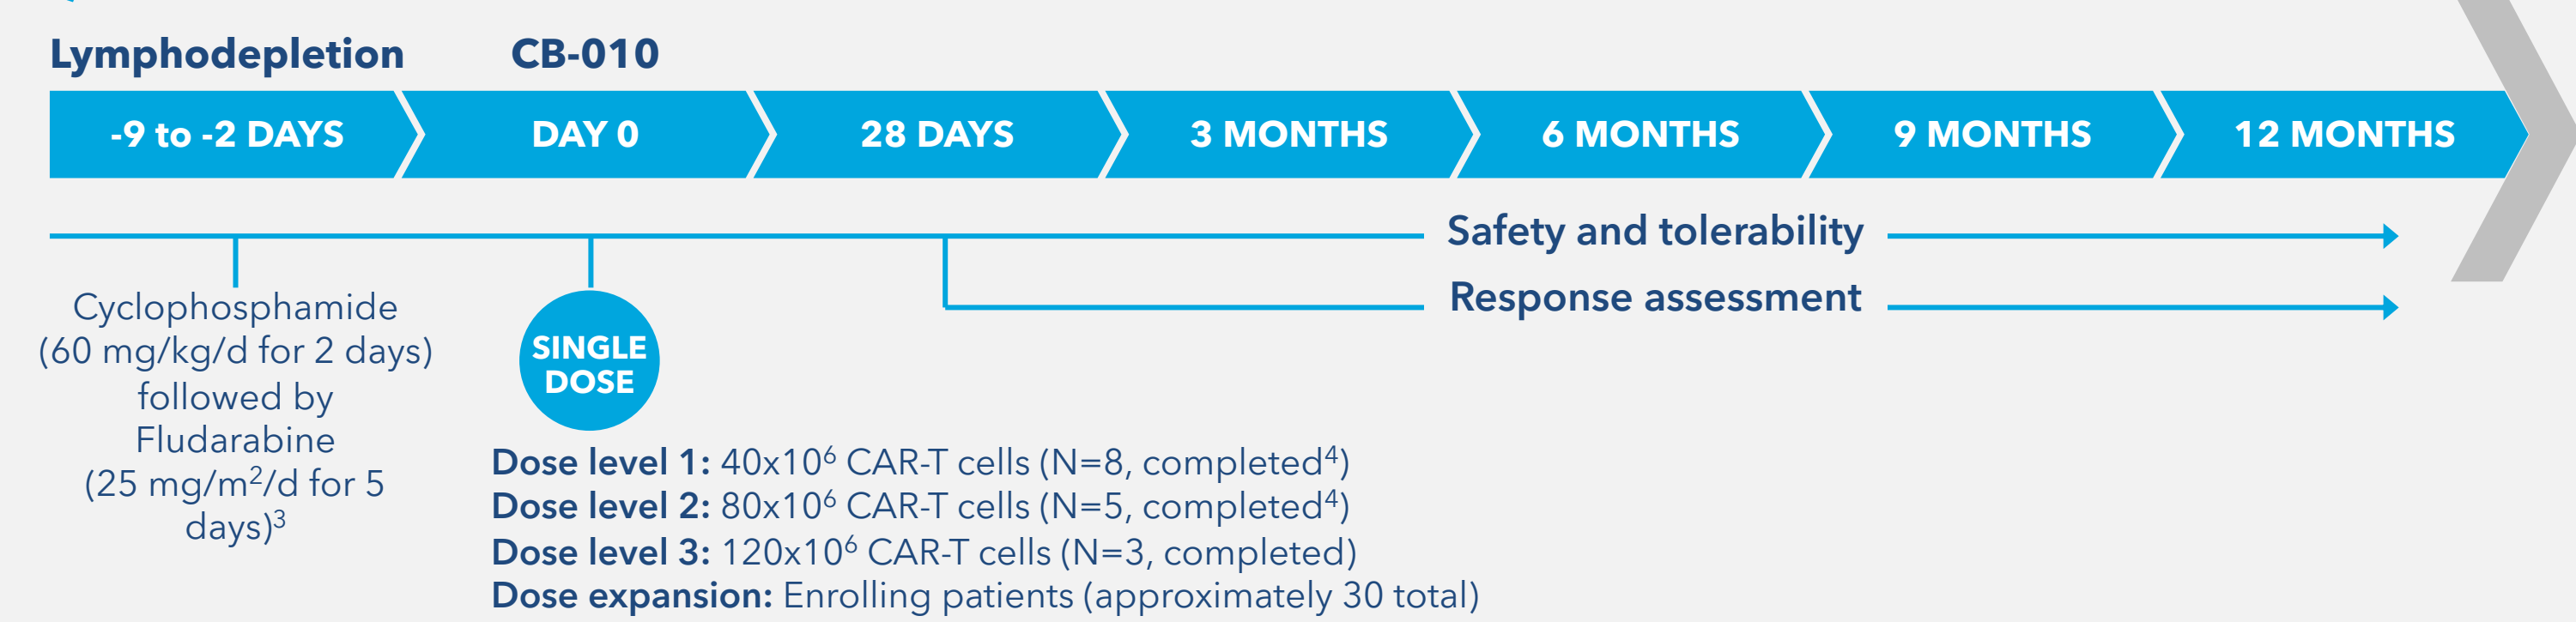 Lymphodepletion
CB-010
-9 to -2 DAYS
DAY 0
28 DAYS
3 MONTHS
6 MONTHS
9 MONTHS
12 MONTHS
Safety and tolerability
Response assessment
Cyclophosphamide
(60 mg/kg/d for 2 days)
followed by
Fludarabine
(25 mg/m²/d for 5
days)³
SINGLE
DOSE
Dose level 1: 40x10⁶ CAR-T cells (N=8, completed⁴)
Dose level 2: 80x10⁶ CAR-T cells (N=5, completed⁴)
Dose level 3: 120x10⁶ CAR-T cells (N=3, completed)
Dose expansion: Enrolling patients (approximately 30 total)